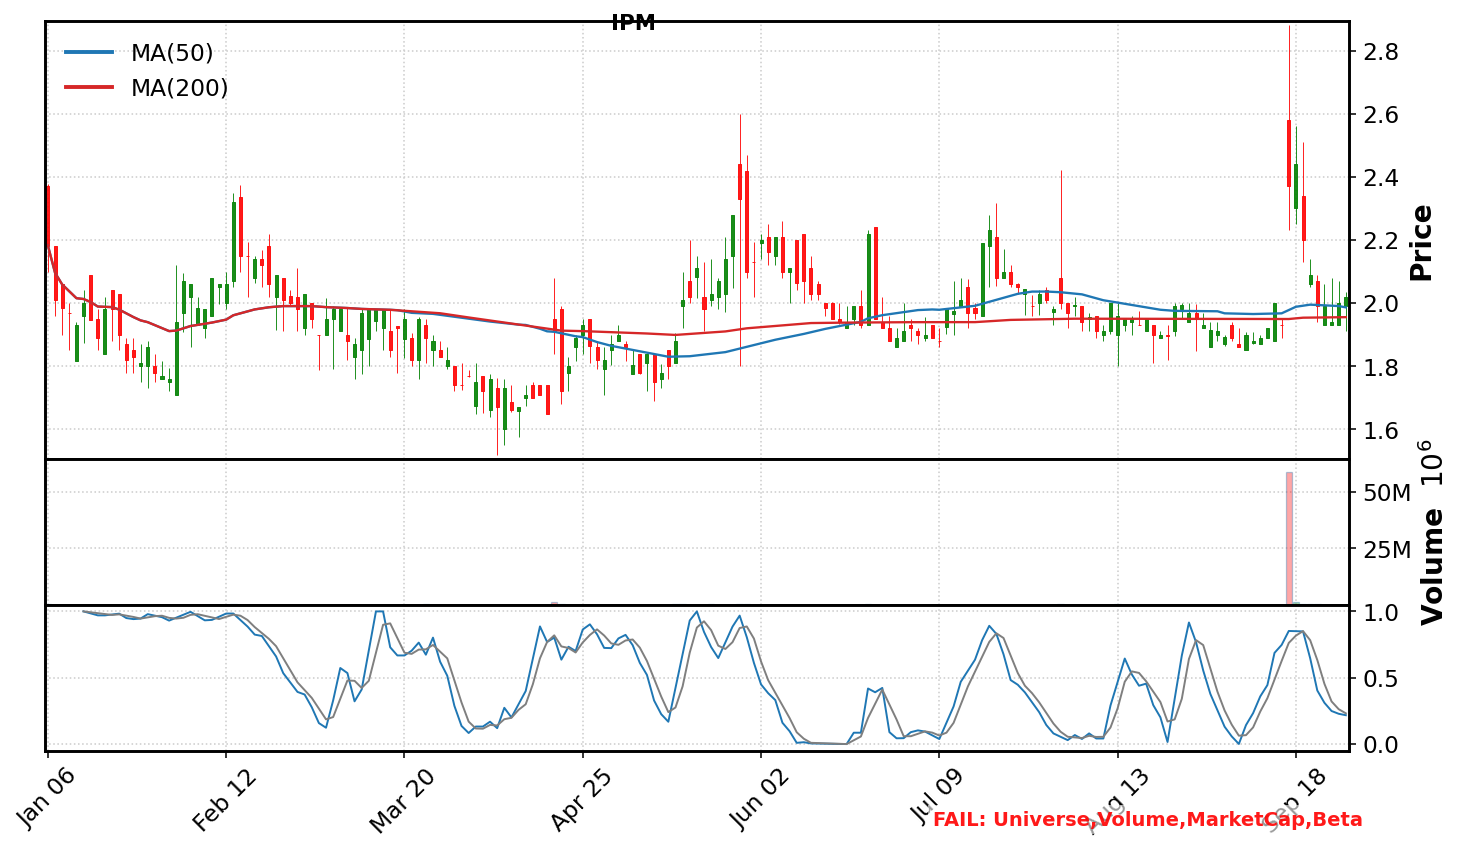 IPM
MA(50)
MA(200)
2.8
2.6
2.4
2.2
2.0
1.8
1.6
Price
50M
25M
Volume 10^6
1.0
0.5
0.0
Jan 06
Feb 12
Mar 20
Apr 25
Jun 02
Jul 09
Aug 13
Sep 18
FAIL: Universe,Volume,MarketCap,Beta